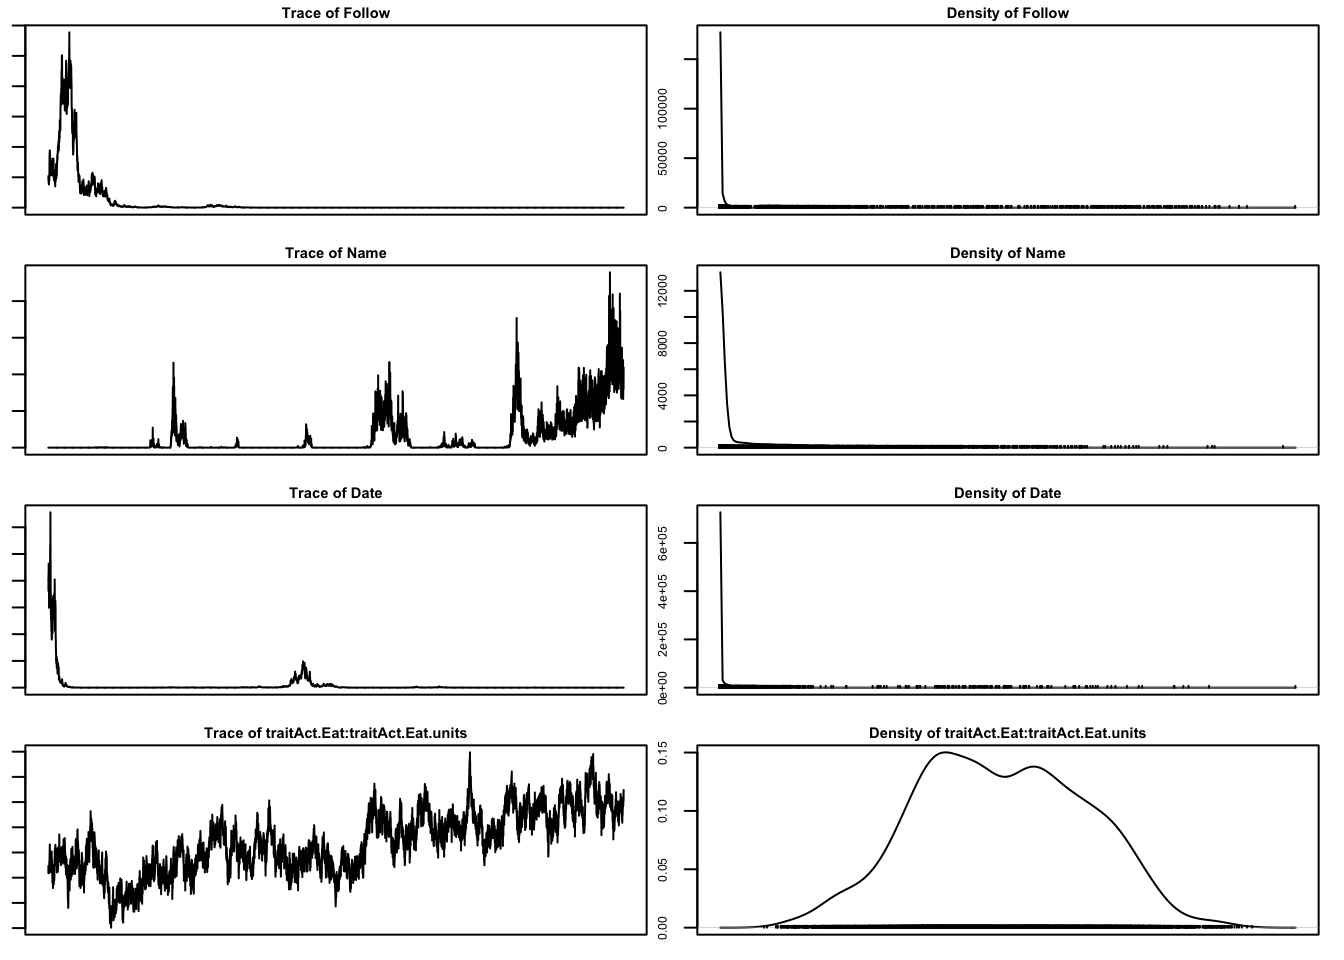 Trace of Follow
Density of Follow
0 50000 100000
Trace of Name
Density of Name
0 4000 8000 12000
Trace of Date
Density of Date
0e+00 2e+05 4e+05 6e+05
Trace of traitAct.Eat:traitAct.Eat.units
Density of traitAct.Eat:traitAct.Eat.units
0.00 0.05 0.10 0.15